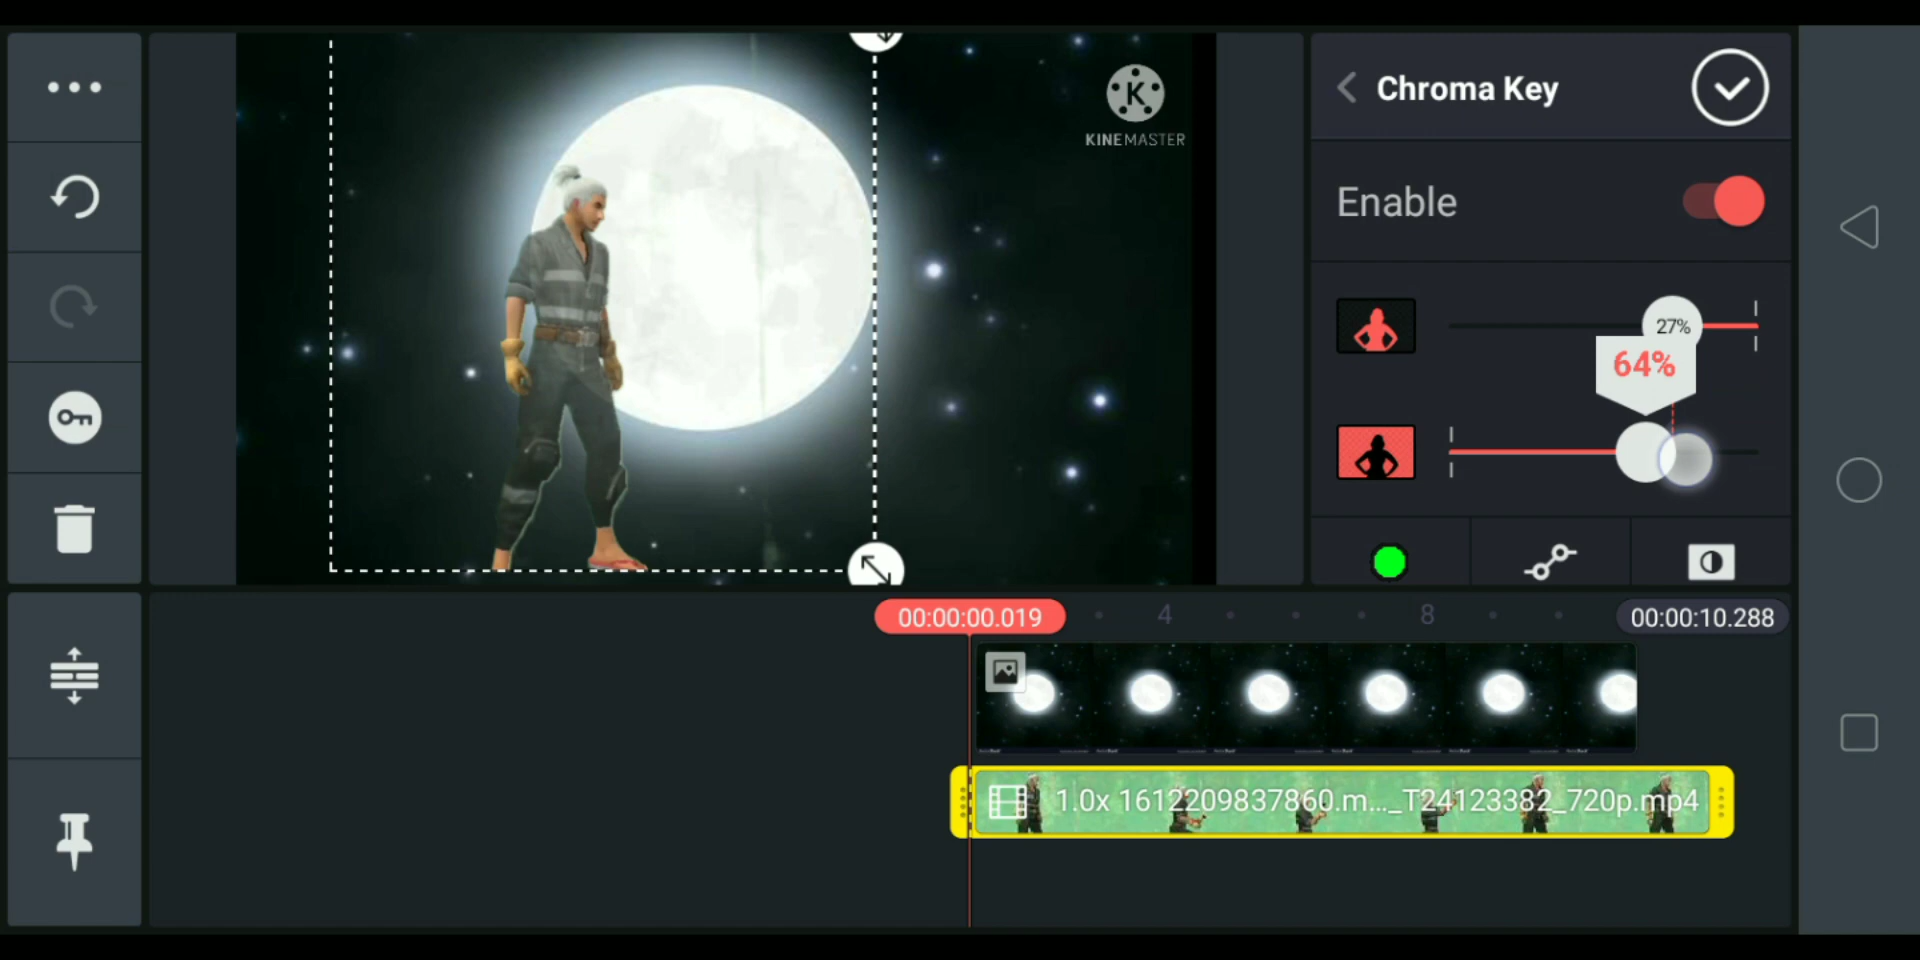 Chroma Key
K
KINEMASTER
Enable
27%
64%
00:00:00.019
4
8
00:00:10.288
1.0x 1612209837860.m..._T24123382_720p.mp4